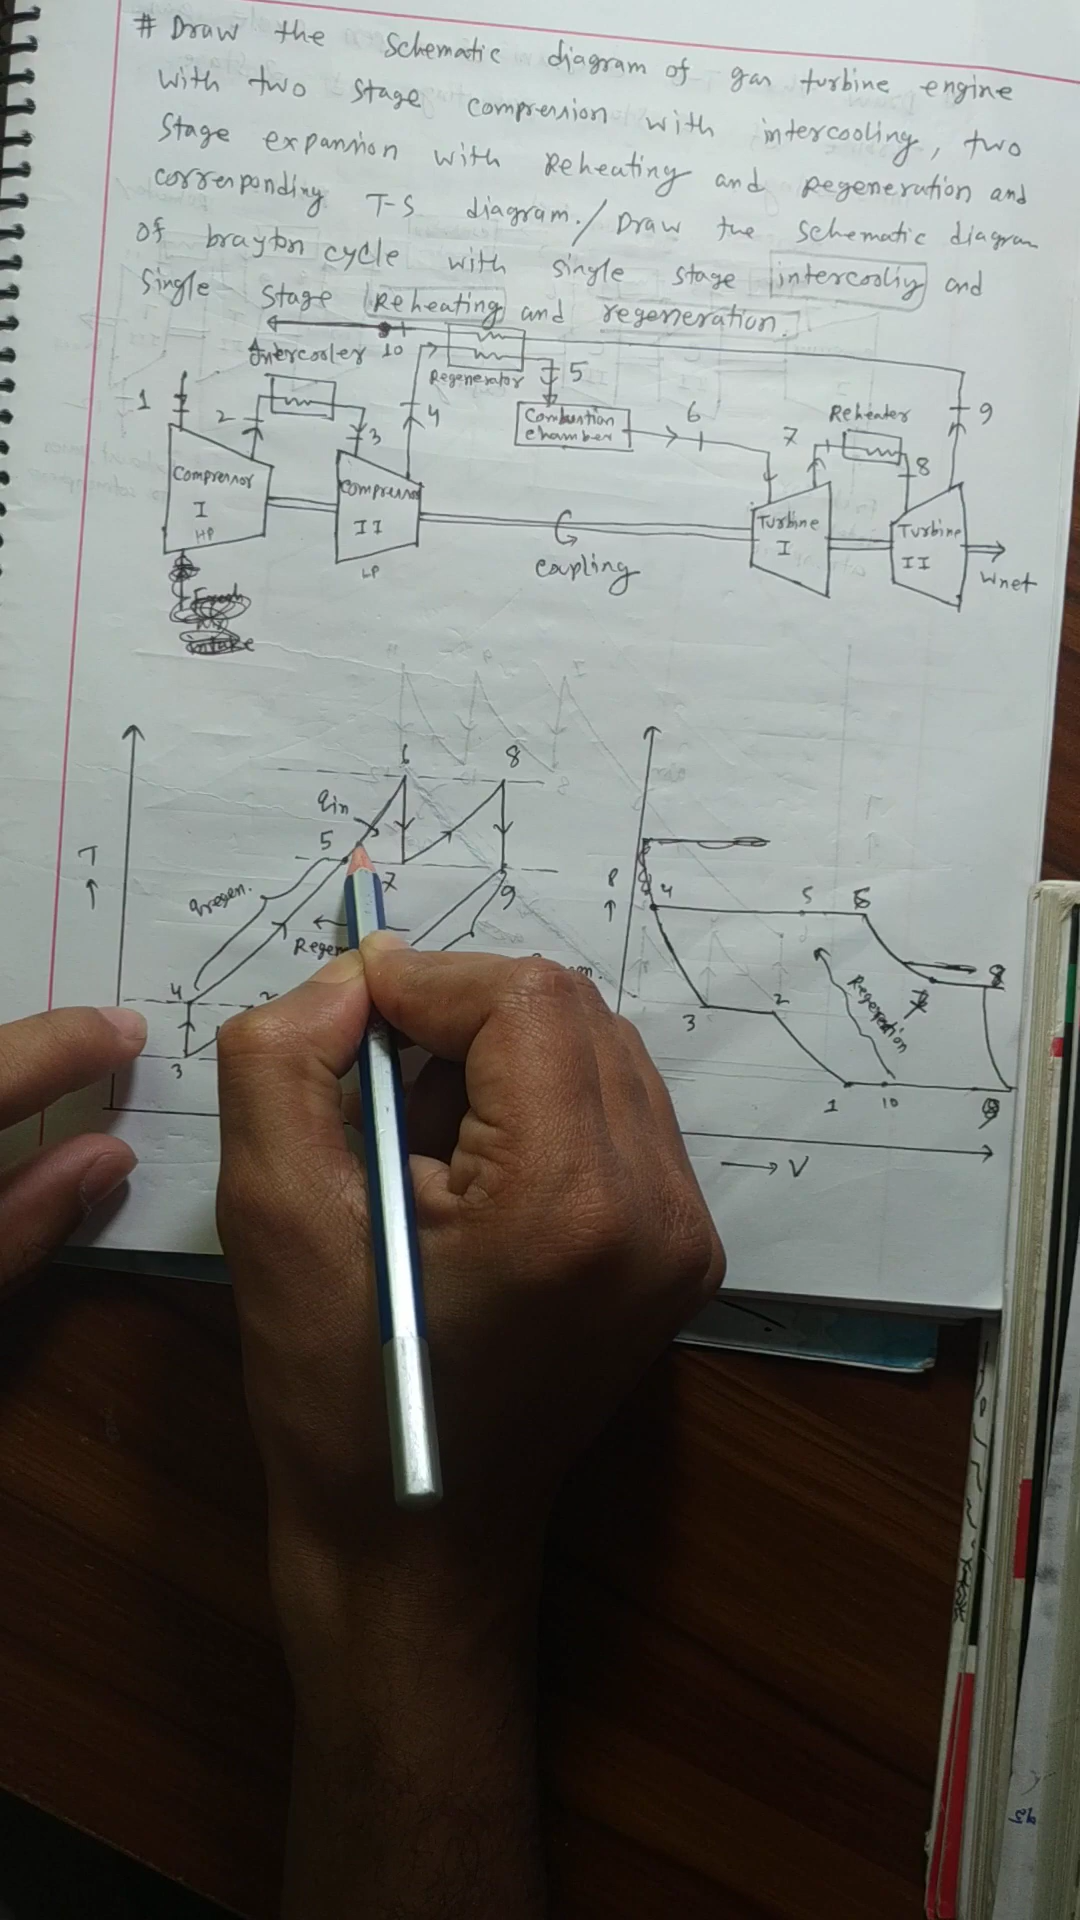 # Draw the schematic diagram of gas turbine engine
with two stage compression with intercooling, two
stage expansion with Reheating and Regeneration and
corresponding T-S diagram. / Draw the schematic diagram
of brayton cycle with single stage intercooliy and
single stage Reheating and regeneration.
Intercooler 10 Regenerator 5
1 2 3 4
Combustion chamber 6 7 Reheater 8 9
Compressor I HP
Compressor II LP
Turbine I
Turbine II
coupling
Wnet
T
6 8
qin
5
7
9
qregen.
4
2
3
P
4 5 6
8
7
3 2
Regeneration
1 10 9
V